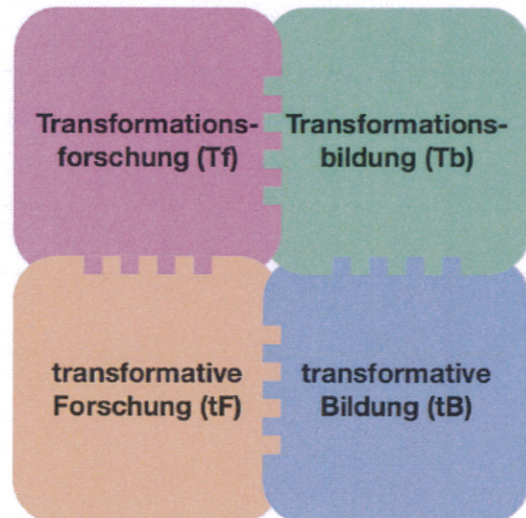 Transformations-
forschung (Tf)
Transformations-
bildung (Tb)
transformative
Forschung (tF)
transformative
Bildung (tB)